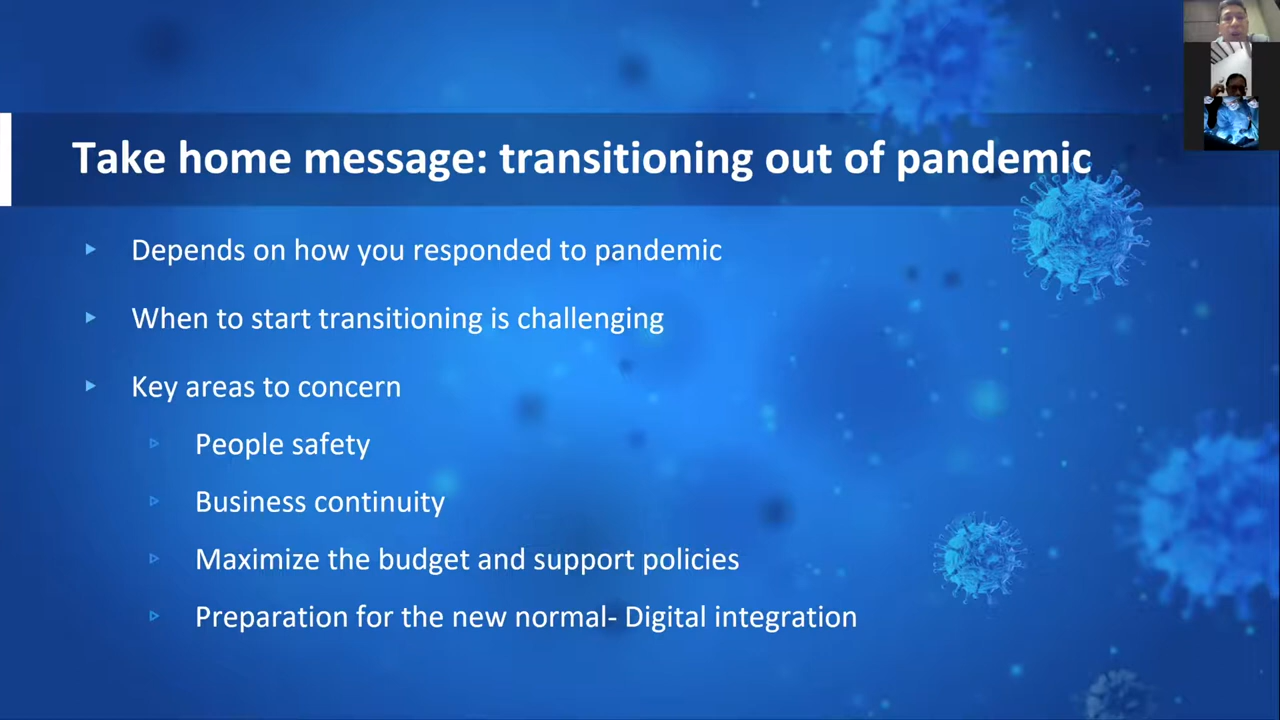 Take home message: transitioning out of pandemic
Depends on how you responded to pandemic
When to start transitioning is challenging
Key areas to concern
People safety
Business continuity
Maximize the budget and support policies
Preparation for the new normal- Digital integration